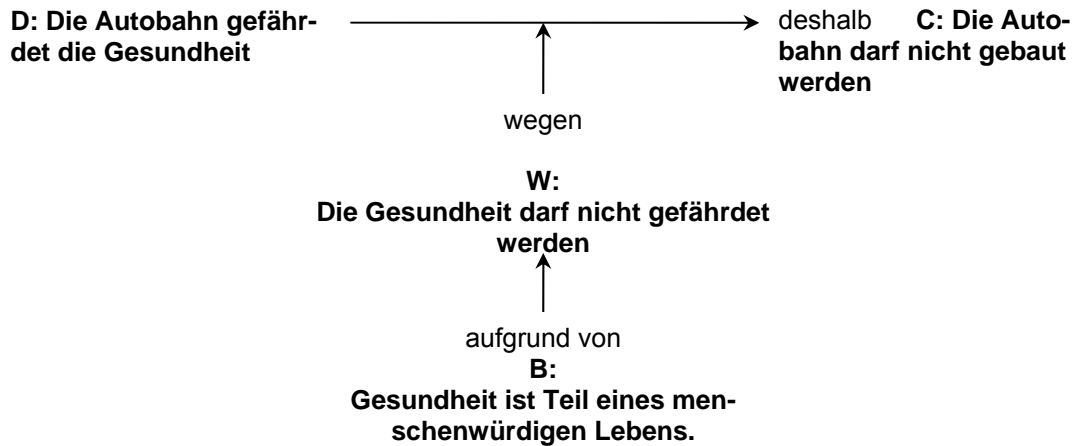 D: Die Autobahn gefähr-
det die Gesundheit
deshalb C: Die Auto-
bahn darf nicht gebaut
werden
wegen
W:
Die Gesundheit darf nicht gefährdet
werden
aufgrund von
B:
Gesundheit ist Teil eines men-
schenwürdigen Lebens.